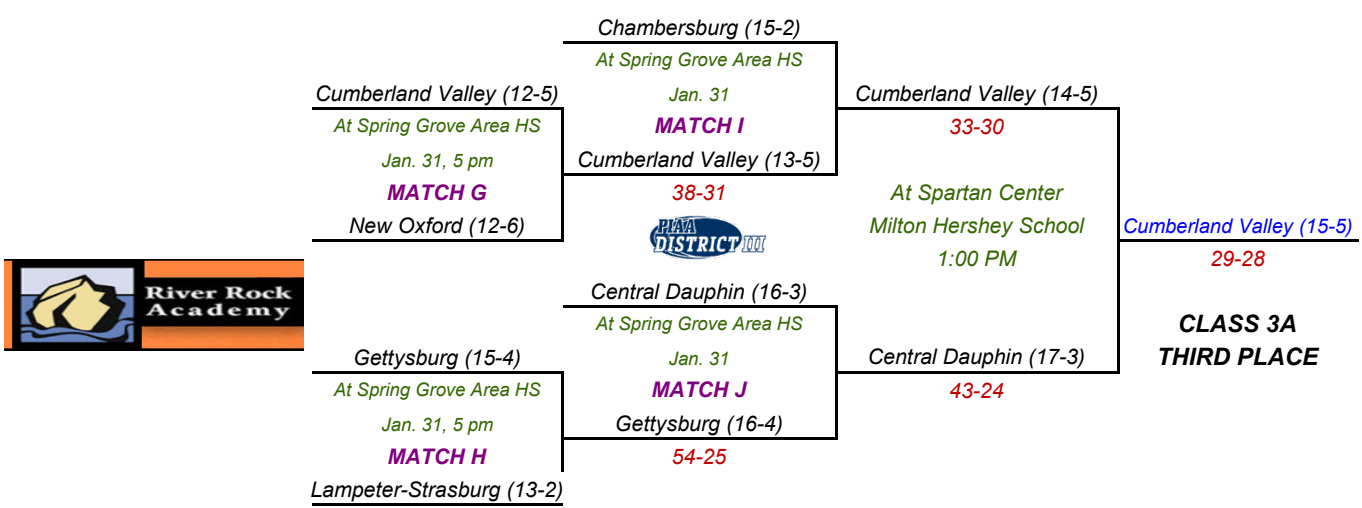 Chambersburg (15-2)
At Spring Grove Area HS
Cumberland Valley (12-5)
Jan. 31
Cumberland Valley (14-5)
At Spring Grove Area HS
MATCH I
33-30
Jan. 31, 5 pm
Cumberland Valley (13-5)
MATCH G
38-31
At Spartan Center
New Oxford (12-6)
PIAA
DISTRICT III
Milton Hershey School
Cumberland Valley (15-5)
1:00 PM
29-28
River Rock
Academy
Central Dauphin (16-3)
At Spring Grove Area HS
CLASS 3A
Gettysburg (15-4)
Jan. 31
Central Dauphin (17-3)
THIRD PLACE
At Spring Grove Area HS
MATCH J
43-24
Jan. 31, 5 pm
Gettysburg (16-4)
MATCH H
54-25
Lampeter-Strasburg (13-2)